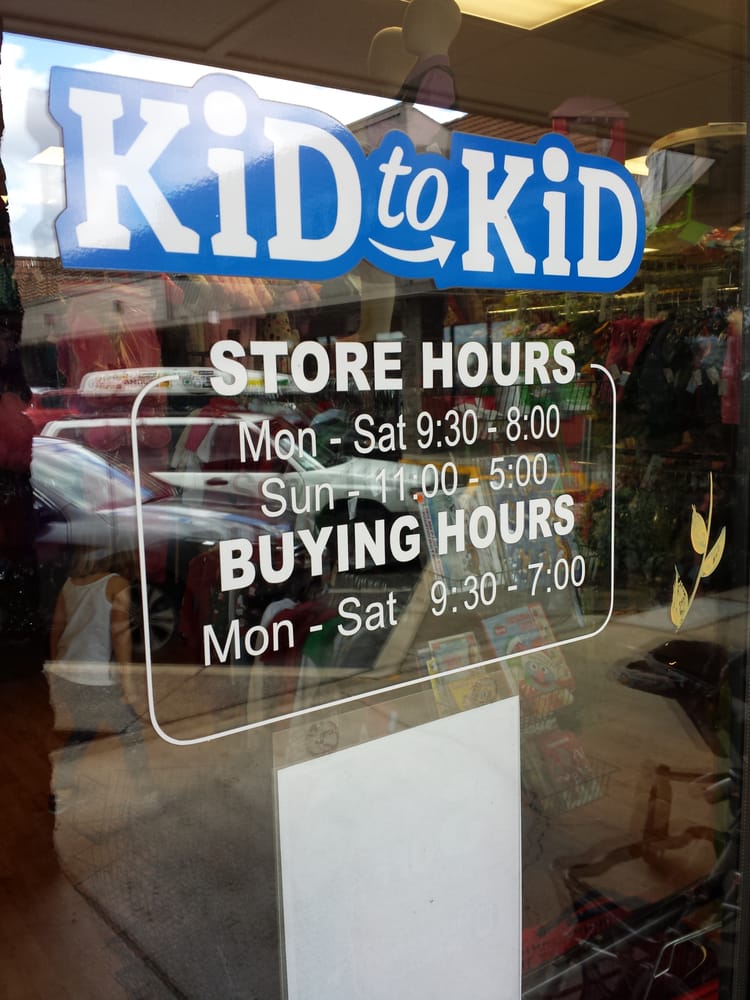 KiD to KiD
STORE HOURS
Mon - Sat 9:30 - 8:00
Sun - 11:00 - 5:00
BUYING HOURS
Mon - Sat 9:30 - 7:00